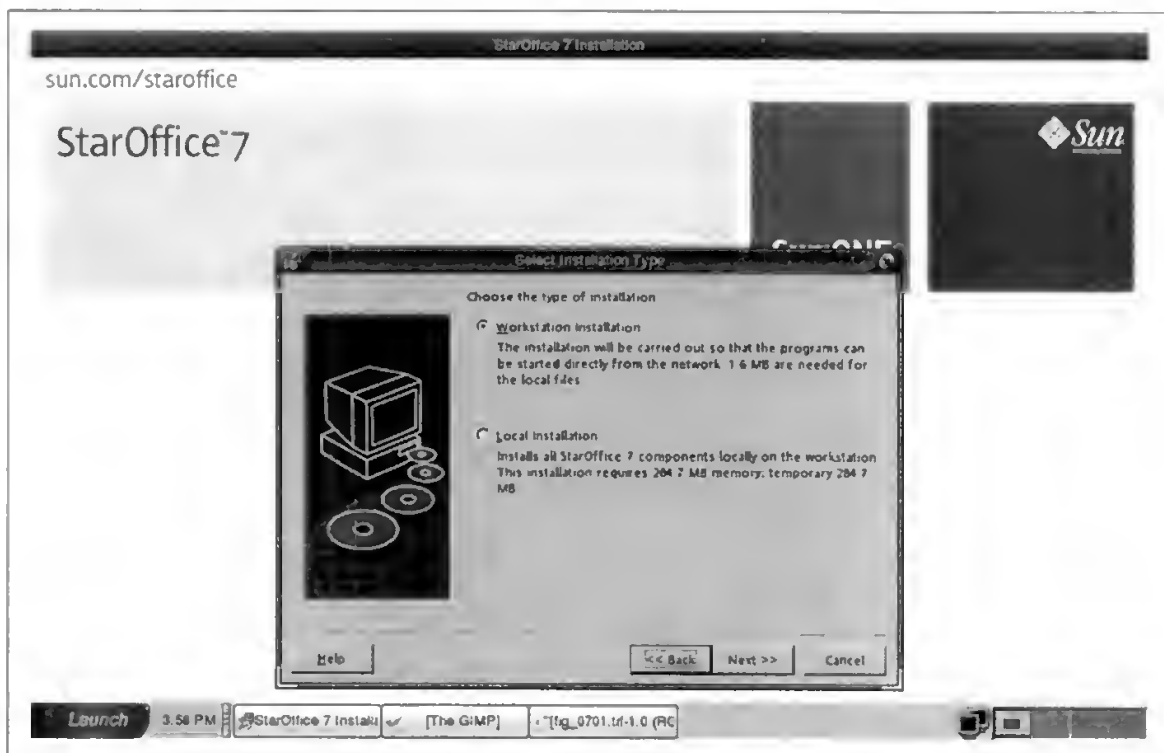 StarOffice 7 Installation
sun.com/staroffice
StarOffice™7
Sun
Select Installation Type
Choose the type of installation
Workstation Installation
The installation will be carried out so that the programs can
be started directly from the network 1 6 MB are needed for
the local files
Local Installation
Installs all StarOffice 7 components locally on the workstation
This installation requires 284 7 MB memory, temporary 284 7
MB
Help
<< Back
Next >>
Cancel
Launch
3:58 PM
StarOffice 7 Install
[The GIMP]